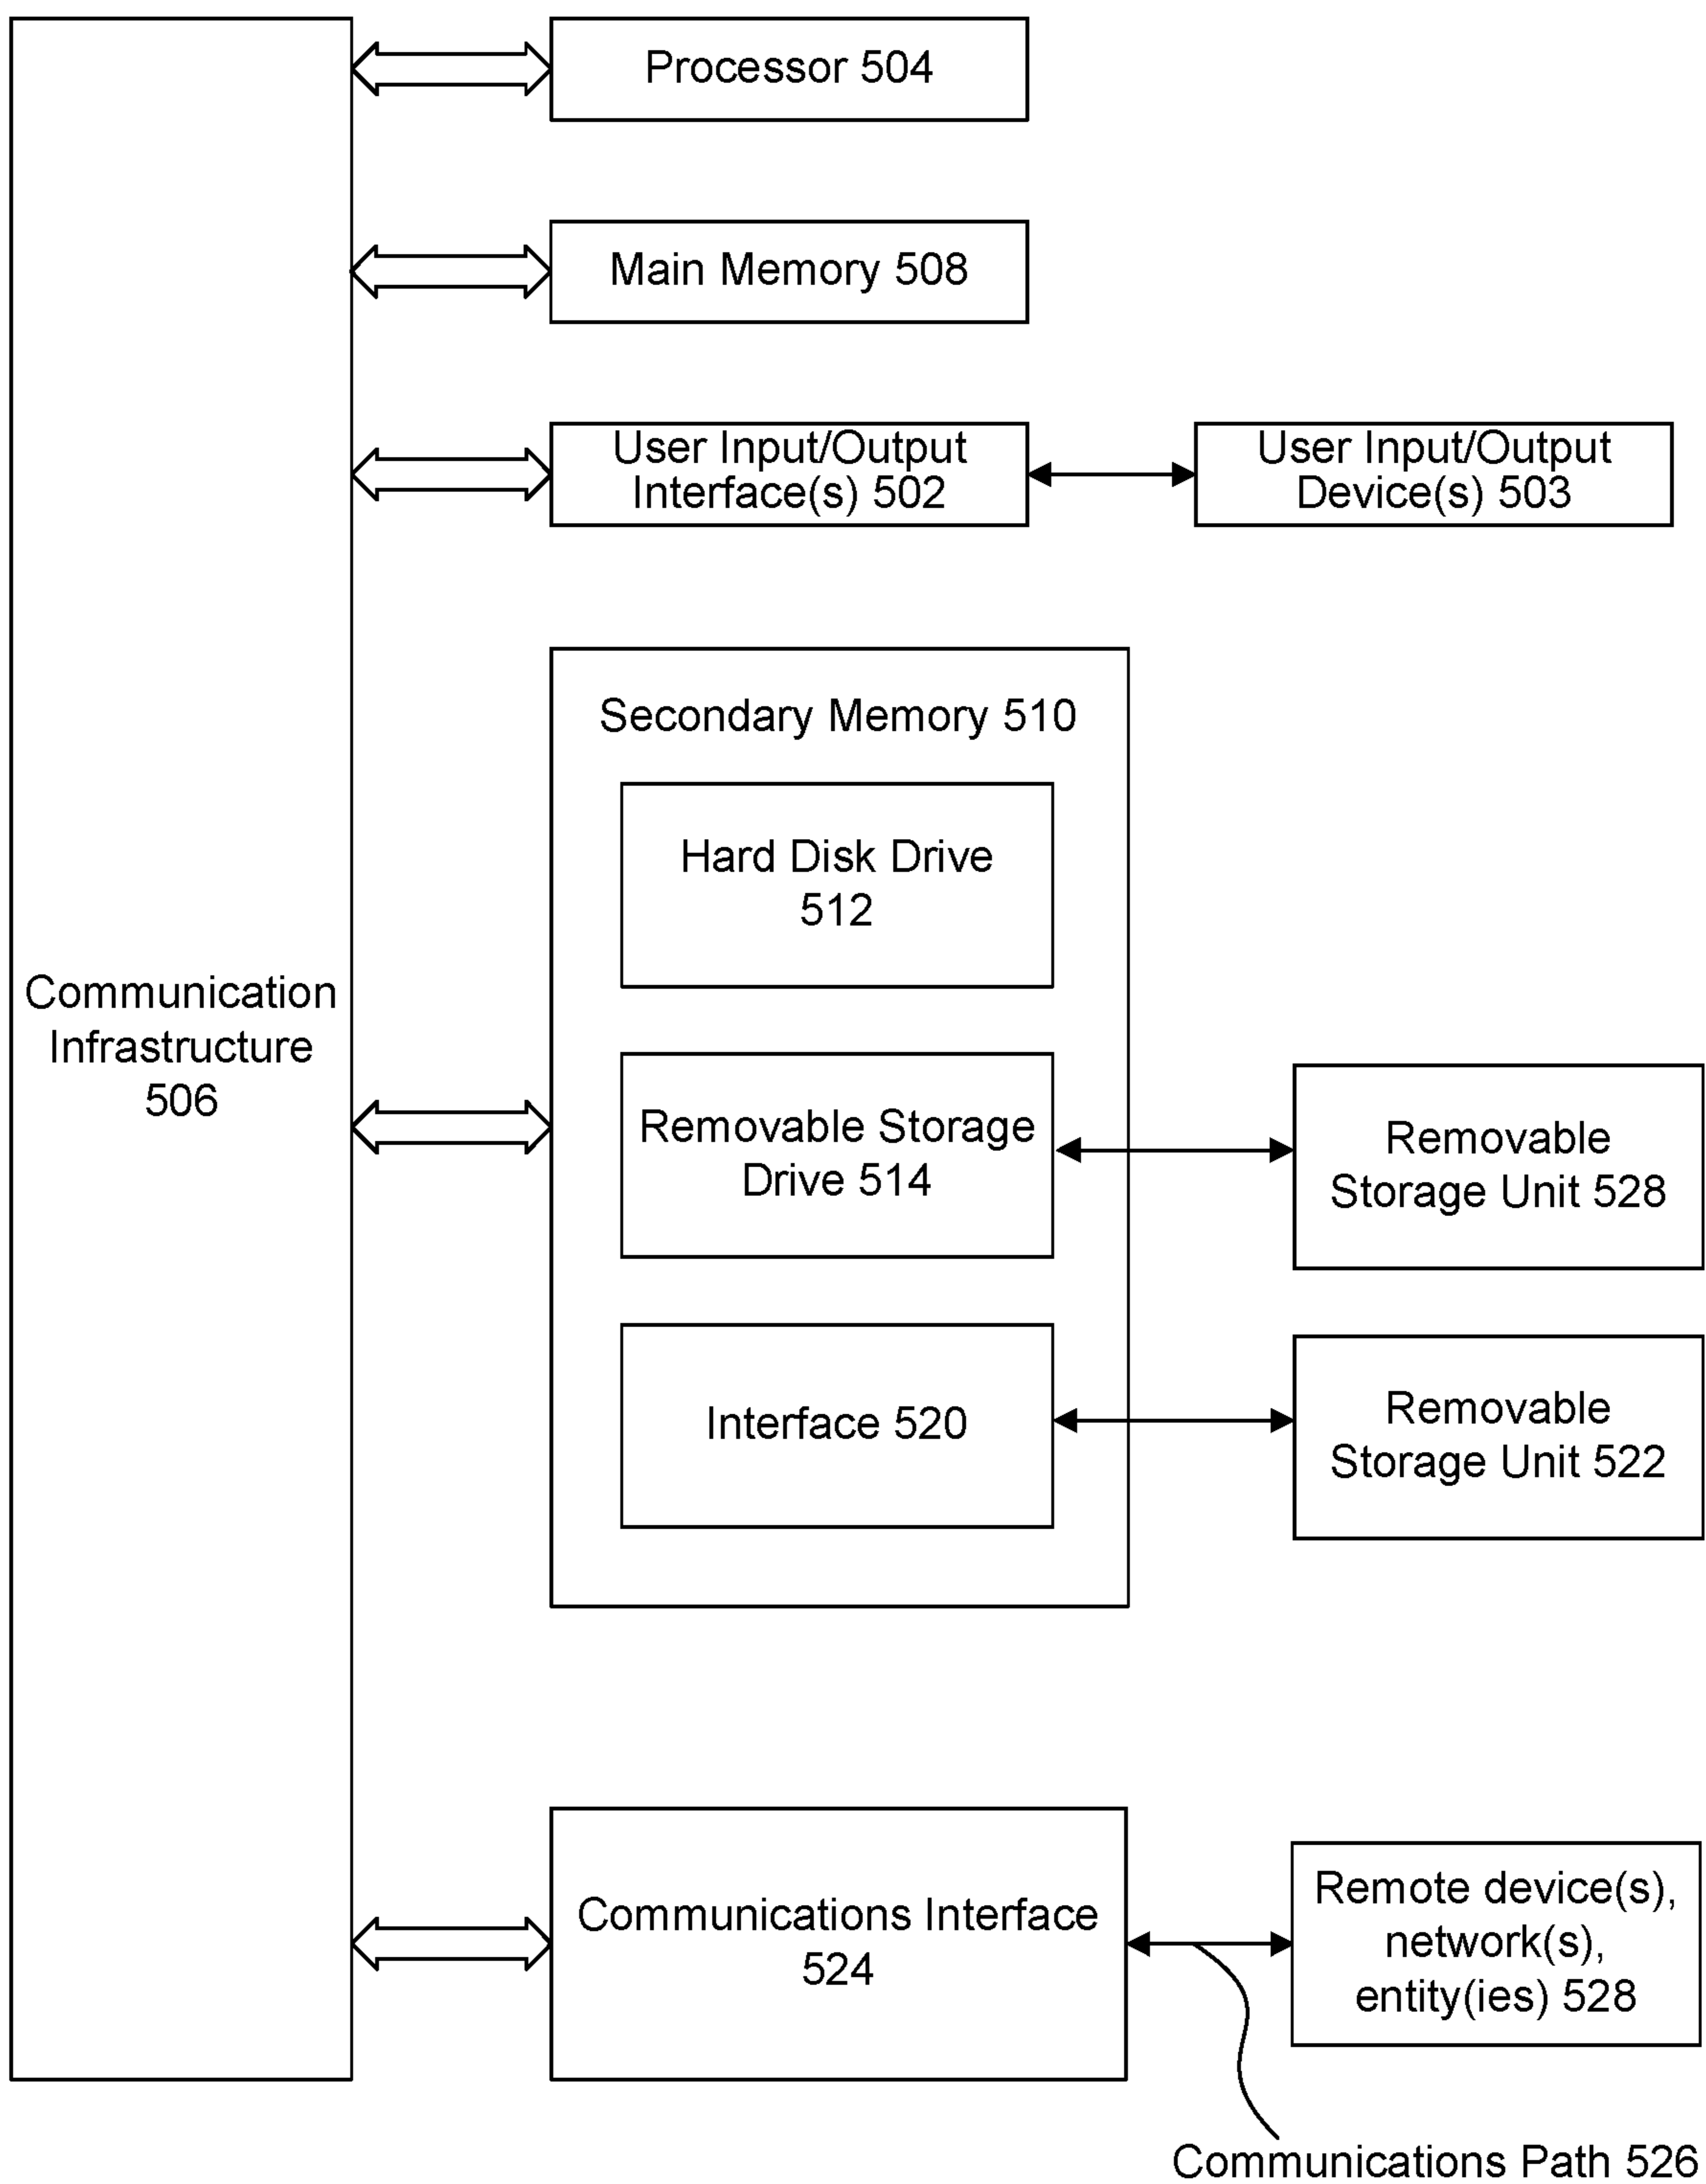 Processor 504
Main Memory 508
User Input/Output
Interface(s) 502
User Input/Output
Device(s) 503
Secondary Memory 510
Hard Disk Drive
512
Communication
Infrastructure
506
Removable Storage
Drive 514
Removable
Storage Unit 528
Interface 520
Removable
Storage Unit 522
Communications Interface
524
Remote device(s),
network(s),
entity(ies) 528
Communications Path 526